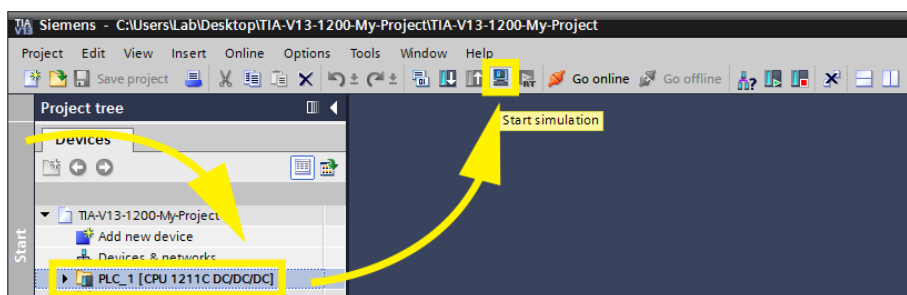 TIA V13 Siemens - C:\Users\Lab\Desktop\TIA-V13-1200-My-Project\TIA-V13-1200-My-Project
Project Edit View Insert Online Options Tools Window Help
Save project Go online Go offline
Project tree
Start simulation
Devices
TIA-V13-1200-My-Project
Add new device
Devices & networks
PLC_1 [CPU 1211C DC/DC/DC]
Start